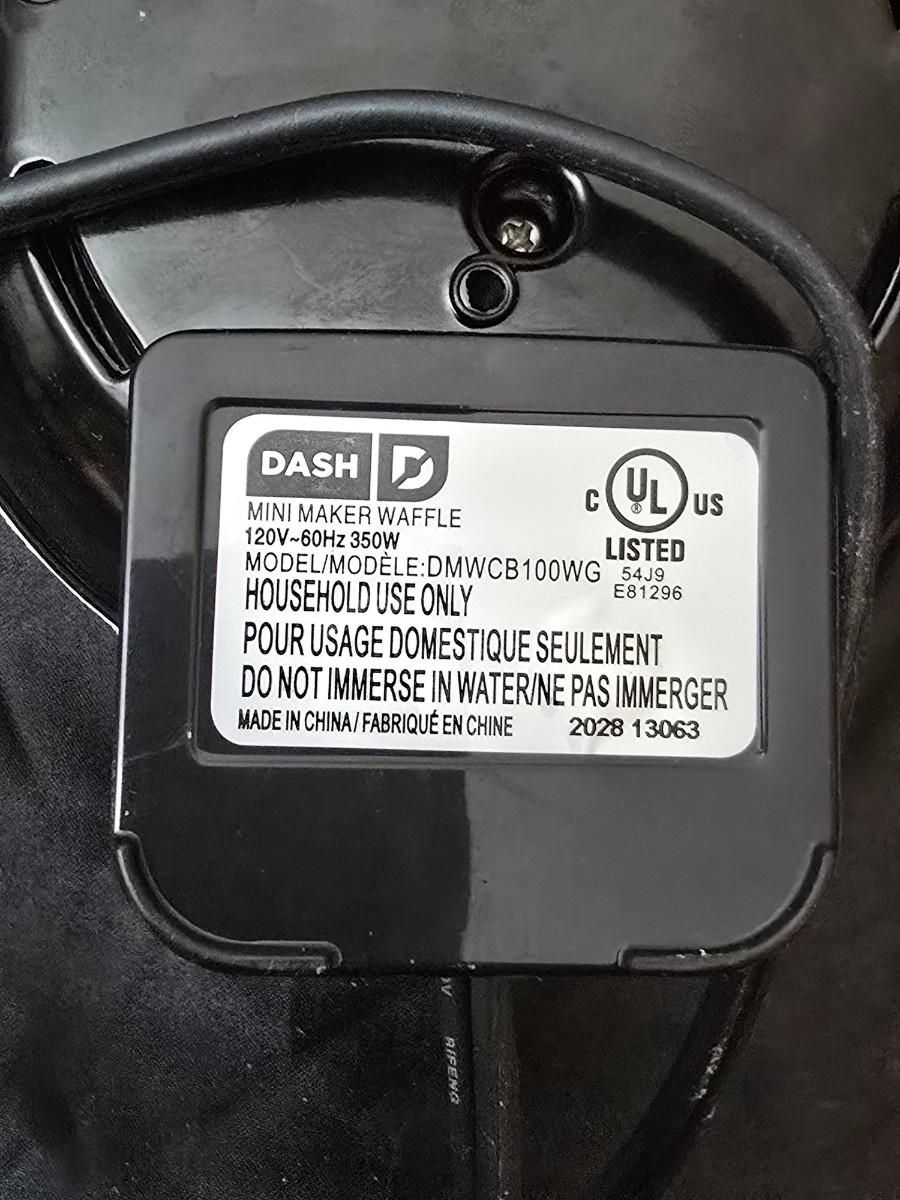 DASH D
MINI MAKER WAFFLE
120V~60Hz 350W
MODEL/MODÈLE:DMWCB100WG
HOUSEHOLD USE ONLY
POUR USAGE DOMESTIQUE SEULEMENT
DO NOT IMMERSE IN WATER/NE PAS IMMERGER
MADE IN CHINA/FABRIQUÉ EN CHINE
2028 13063
C UL® US
LISTED
54J9
E81296
RIFENG